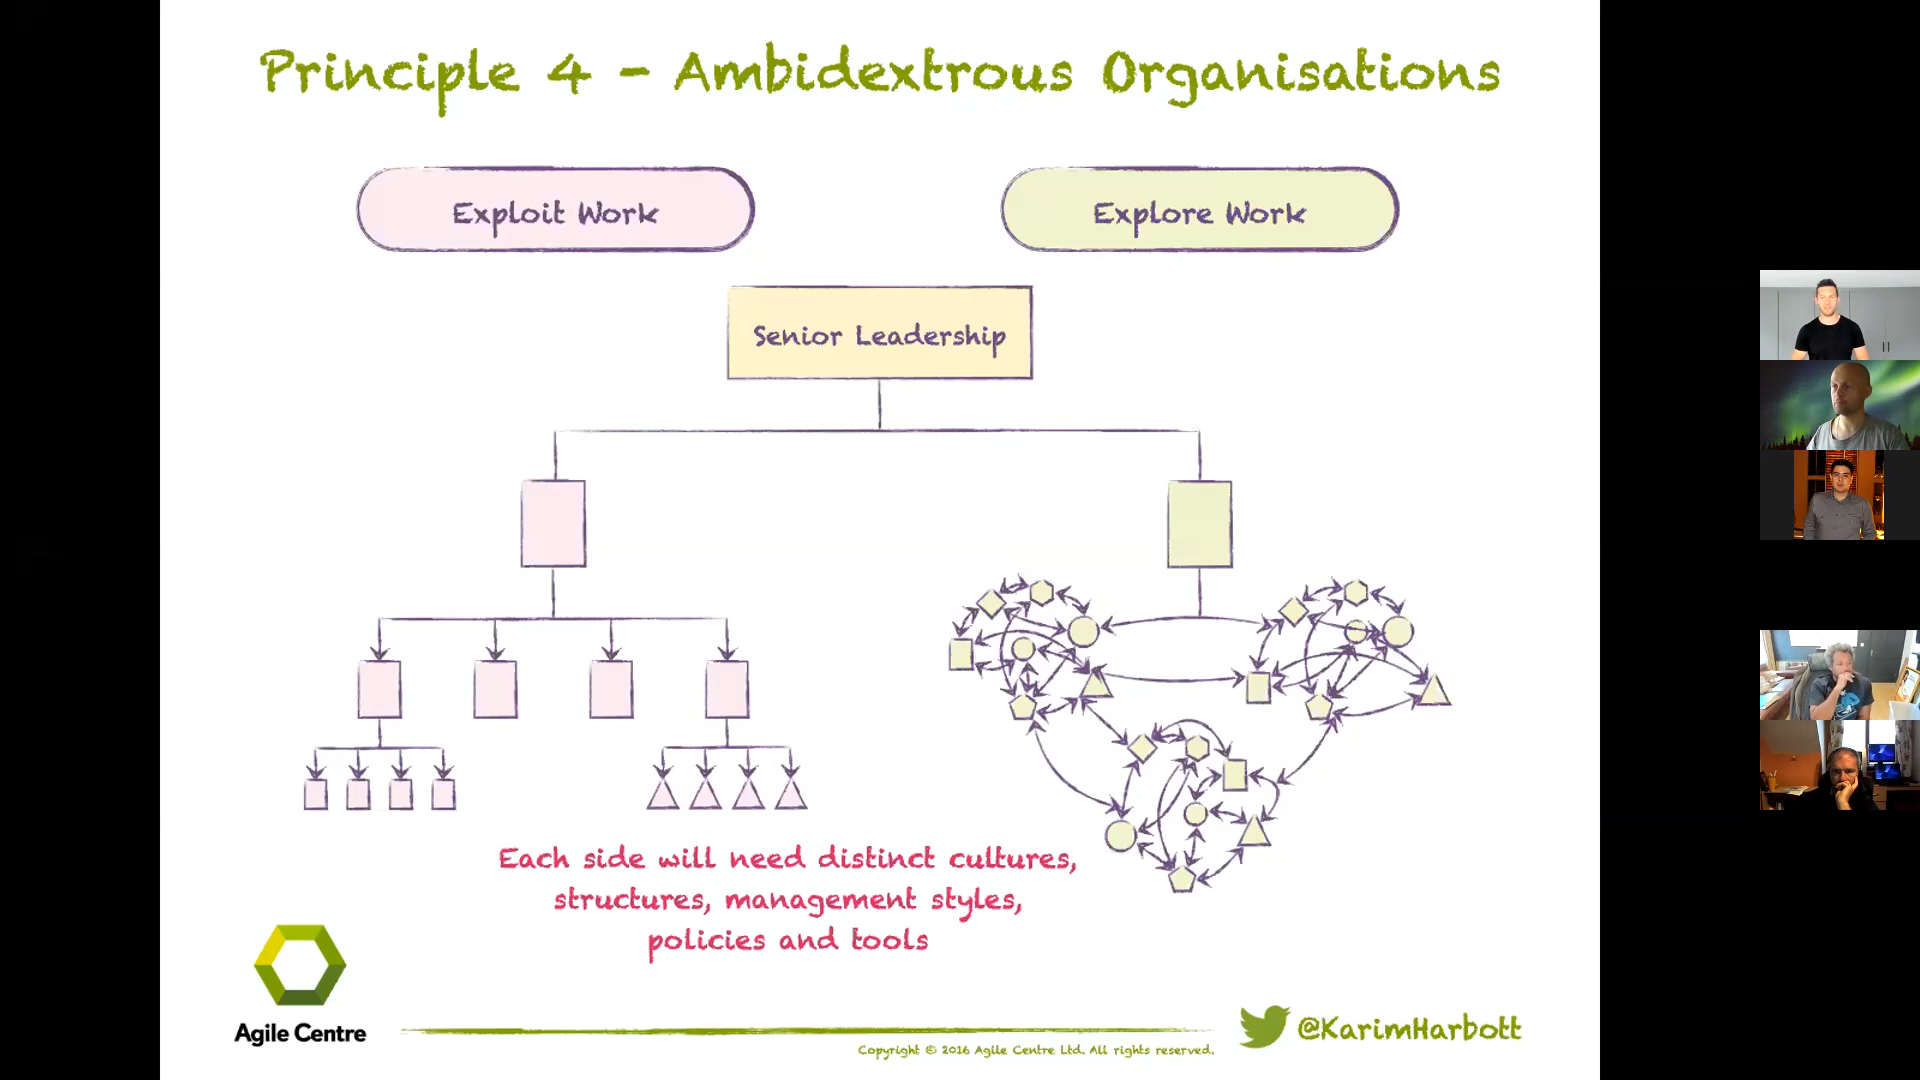 Principle 4 - Ambidextrous Organisations
Exploit Work
Explore Work
Senior Leadership
Each side will need distinct cultures,
structures, management styles,
policies and tools
Agile Centre
@KarimHarbott
Copyright © 2016 Agile Centre Ltd. All rights reserved.